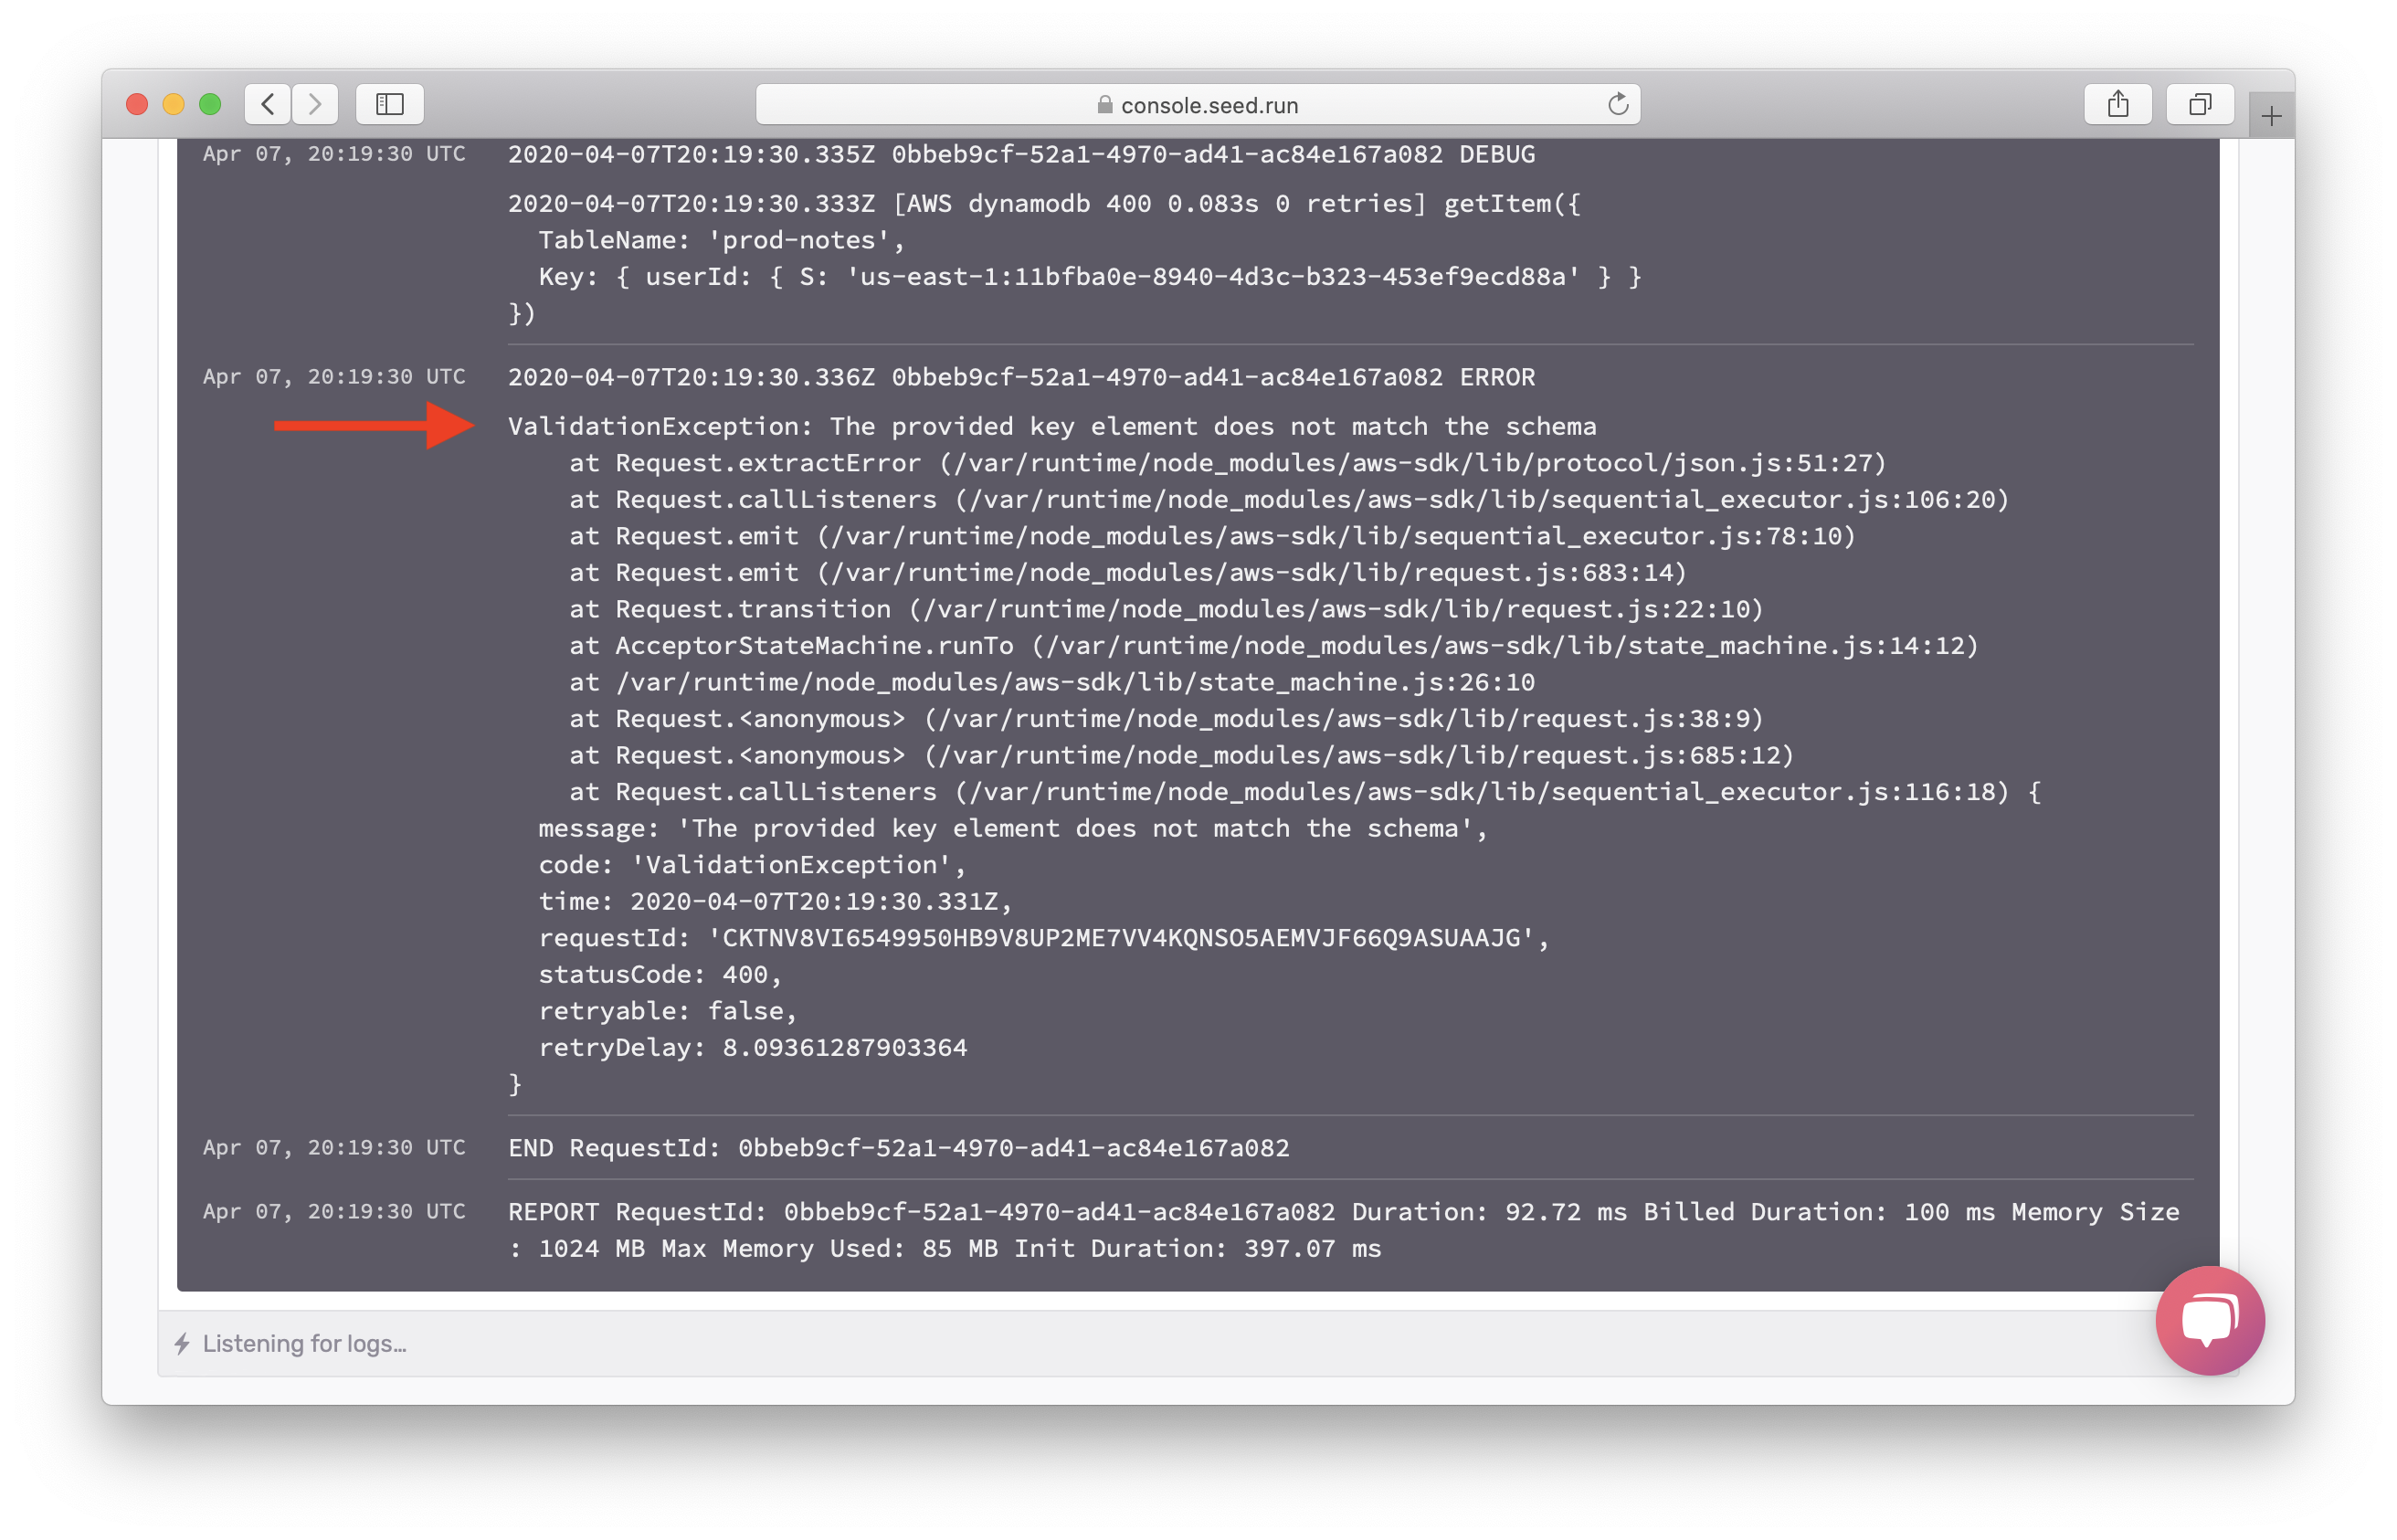 console.seed.run
Apr 07, 20:19:30 UTC 2020-04-07T20:19:30.335Z 0bbeb9cf-52a1-4970-ad41-ac84e167a082 DEBUG
2020-04-07T20:19:30.333Z [AWS dynamodb 400 0.083s 0 retries] getItem({
  TableName: 'prod-notes',
  Key: { userId: { S: 'us-east-1:11bfba0e-8940-4d3c-b323-453ef9ecd88a' } }
})
Apr 07, 20:19:30 UTC 2020-04-07T20:19:30.336Z 0bbeb9cf-52a1-4970-ad41-ac84e167a082 ERROR
ValidationException: The provided key element does not match the schema
    at Request.extractError (/var/runtime/node_modules/aws-sdk/lib/protocol/json.js:51:27)
    at Request.callListeners (/var/runtime/node_modules/aws-sdk/lib/sequential_executor.js:106:20)
    at Request.emit (/var/runtime/node_modules/aws-sdk/lib/sequential_executor.js:78:10)
    at Request.emit (/var/runtime/node_modules/aws-sdk/lib/request.js:683:14)
    at Request.transition (/var/runtime/node_modules/aws-sdk/lib/request.js:22:10)
    at AcceptorStateMachine.runTo (/var/runtime/node_modules/aws-sdk/lib/state_machine.js:14:12)
    at /var/runtime/node_modules/aws-sdk/lib/state_machine.js:26:10
    at Request.<anonymous> (/var/runtime/node_modules/aws-sdk/lib/request.js:38:9)
    at Request.<anonymous> (/var/runtime/node_modules/aws-sdk/lib/request.js:685:12)
    at Request.callListeners (/var/runtime/node_modules/aws-sdk/lib/sequential_executor.js:116:18) {
  message: 'The provided key element does not match the schema',
  code: 'ValidationException',
  time: 2020-04-07T20:19:30.331Z,
  requestId: 'CKTNV8VI6549950HB9V8UP2ME7VV4KQNSO5AEMVJF66Q9ASUAAJG',
  statusCode: 400,
  retryable: false,
  retryDelay: 8.09361287903364
}
Apr 07, 20:19:30 UTC END RequestId: 0bbeb9cf-52a1-4970-ad41-ac84e167a082
Apr 07, 20:19:30 UTC REPORT RequestId: 0bbeb9cf-52a1-4970-ad41-ac84e167a082 Duration: 92.72 ms Billed Duration: 100 ms Memory Size
: 1024 MB Max Memory Used: 85 MB Init Duration: 397.07 ms
Listening for logs...